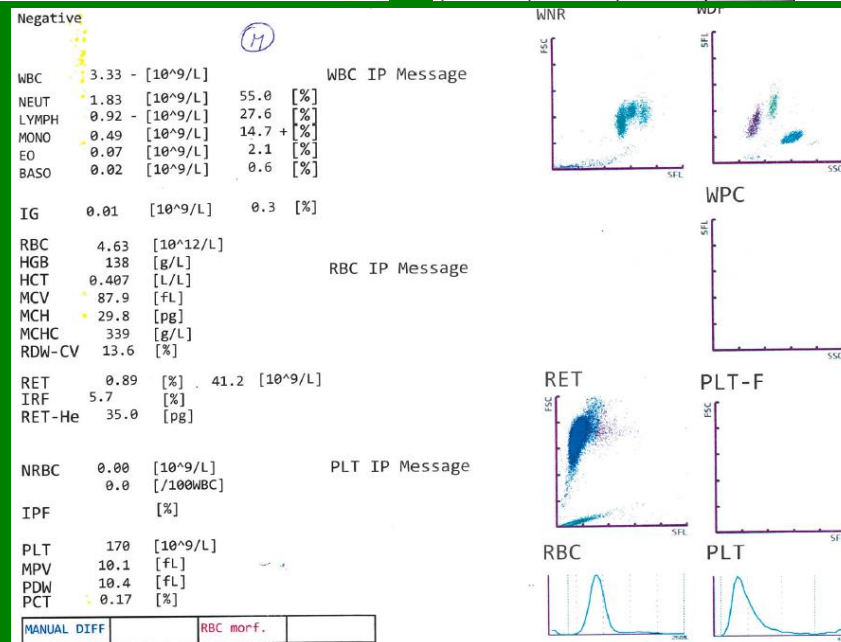 Negative
M
WBC 3.33 - [10^9/L] WBC IP Message
NEUT 1.83 [10^9/L] 55.0 [%]
LYMPH 0.92 - [10^9/L] 27.6 [%]
MONO 0.49 [10^9/L] 14.7 + [%]
EO 0.07 [10^9/L] 2.1 [%]
BASO 0.02 [10^9/L] 0.6 [%]
IG 0.01 [10^9/L] 0.3 [%]
RBC 4.63 [10^12/L]
HGB 138 [g/L]
HCT 0.407 [L/L]
MCV 87.9 [fL]
MCH 29.8 [pg]
MCHC 339 [g/L]
RDW-CV 13.6 [%]
RBC IP Message
RET 0.89 [%] 41.2 [10^9/L]
IRF 5.7 [%]
RET-He 35.0 [pg]
NRBC 0.00 [10^9/L]
0.0 [/100WBC]
PLT IP Message
IPF [%]
PLT 170 [10^9/L]
MPV 10.1 [fL]
PDW 10.4 [fL]
PCT 0.17 [%]
MANUAL DIFF RBC morf.
WNR
FSC
SFL
WDF
SFL
SSC
WPC
SFL
SSC
RET
FSC
SFL
PLT-F
FSC
SF
RBC
250fL
PLT